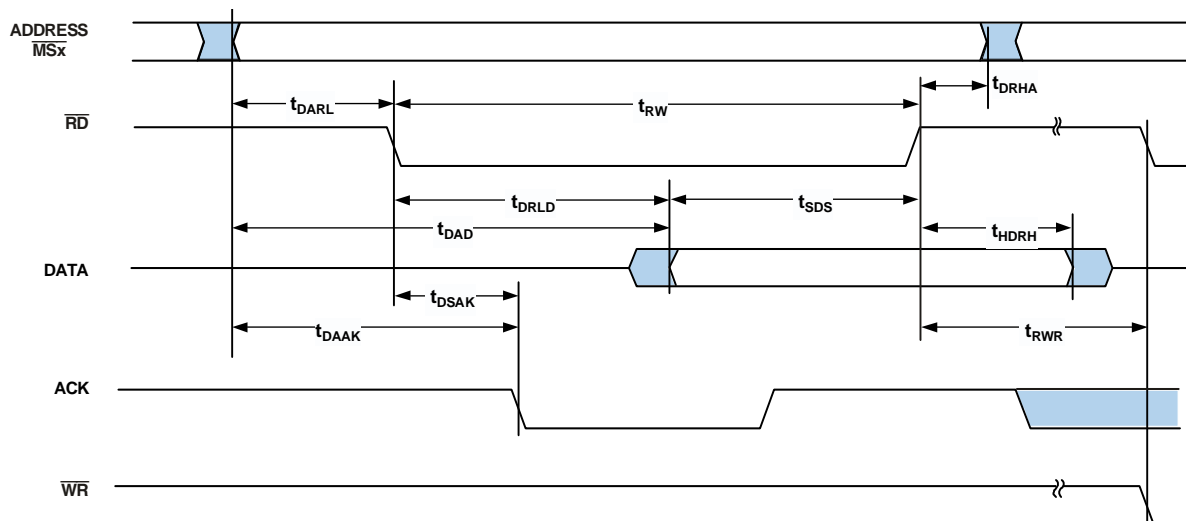 ADDRESS
MSx
tDRHA
tDARL
tRW
RD
tDRLD
tSDS
tDAD
tHDRH
DATA
tDSAK
tDAAK
tRWR
ACK
WR